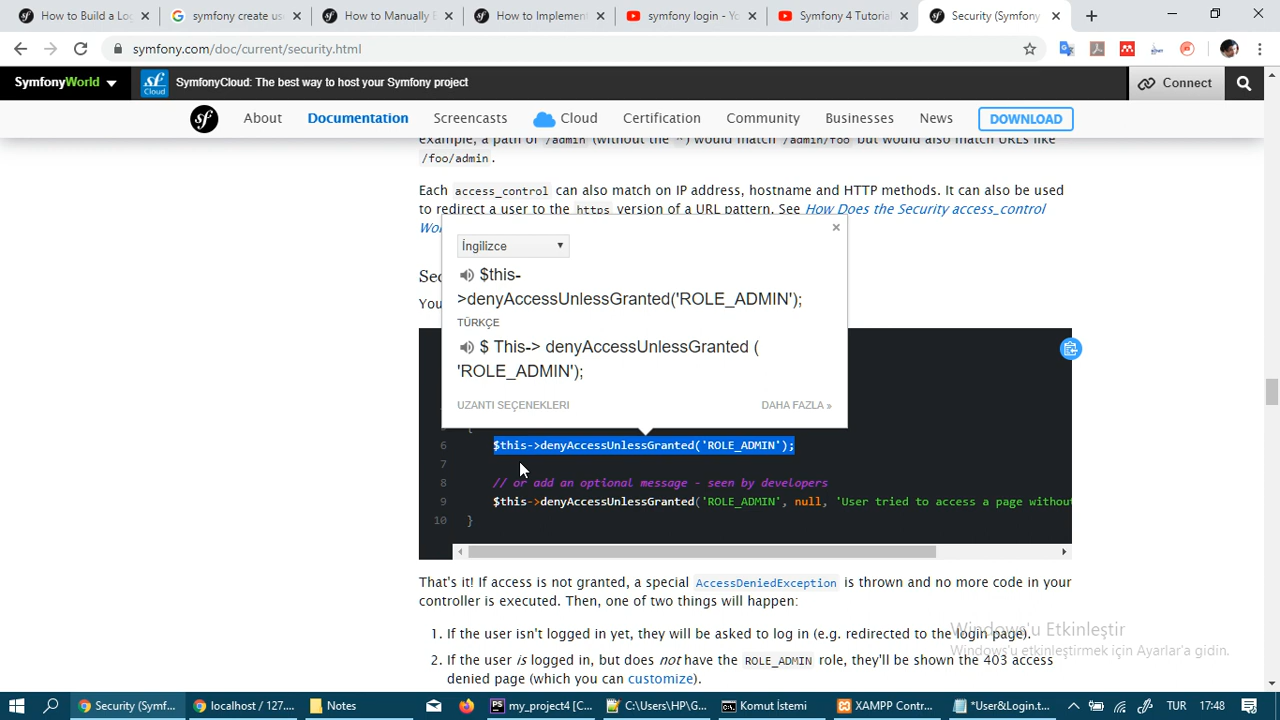 How to Build a Lo
symfony create us
How to Manually E
How to Implemen
symfony login - Yo
Symfony 4 Tutoria
Security (Symfony
symfony.com/doc/current/security.html
SymfonyWorld
sf Cloud
SymfonyCloud: The best way to host your Symfony project
Connect
sf
About
Documentation
Screencasts
Cloud
Certification
Community
Businesses
News
DOWNLOAD
example, a path of /admin (without the ^) would match /admin/foo but would also match URLs like
/foo/admin.
Each access_control can also match on IP address, hostname and HTTP methods. It can also be used
to redirect a user to the https version of a URL pattern. See How Does the Security access_control
Wo
İngilizce
$this-
>denyAccessUnlessGranted('ROLE_ADMIN');
TÜRKÇE
$ This-> denyAccessUnlessGranted (
'ROLE_ADMIN');
UZANTI SEÇENEKLERI
DAHA FAZLA »
Sec
You
{
6 $this->denyAccessUnlessGranted('ROLE_ADMIN');
7
8 // or add an optional message - seen by developers
9 $this->denyAccessUnlessGranted('ROLE_ADMIN', null, 'User tried to access a page withou
10 }
That's it! If access is not granted, a special AccessDeniedException is thrown and no more code in your
controller is executed. Then, one of two things will happen:
1. If the user isn't logged in yet, they will be asked to log in (e.g. redirected to the login page).
2. If the user is logged in, but does not have the ROLE_ADMIN role, they'll be shown the 403 access
denied page (which you can customize).
Windows'u Etkinleştir
Windows'u etkinleştirmek için Ayarlar'a gidin.
Security (Symf...
localhost / 127....
Notes
my_project4 [C...
C:\Users\HP\G...
Komut İstemi
XAMPP Contr...
*User&Login.t...
TUR
17:48